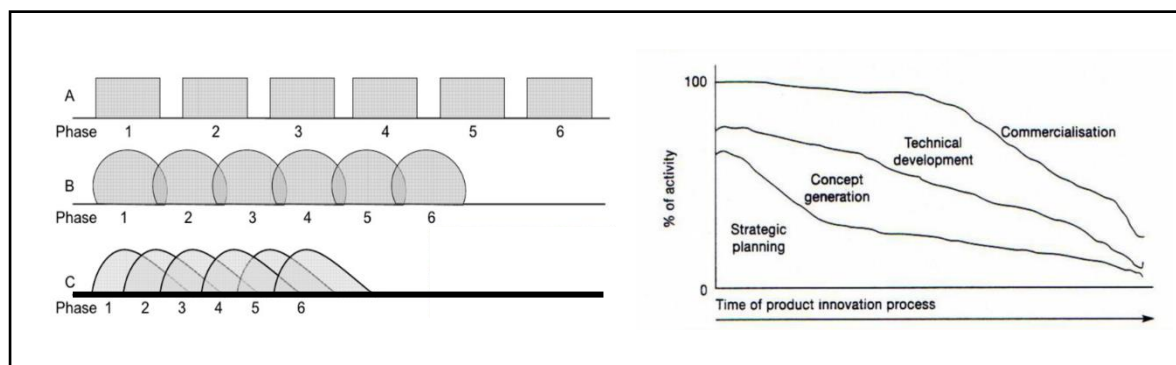 A
Phase 1 2 3 4 5 6
B
Phase 1 2 3 4 5 6
C
Phase 1 2 3 4 5 6
100
% of activity
0
Commercialisation
Technical
development
Concept
generation
Strategic
planning
Time of product innovation process